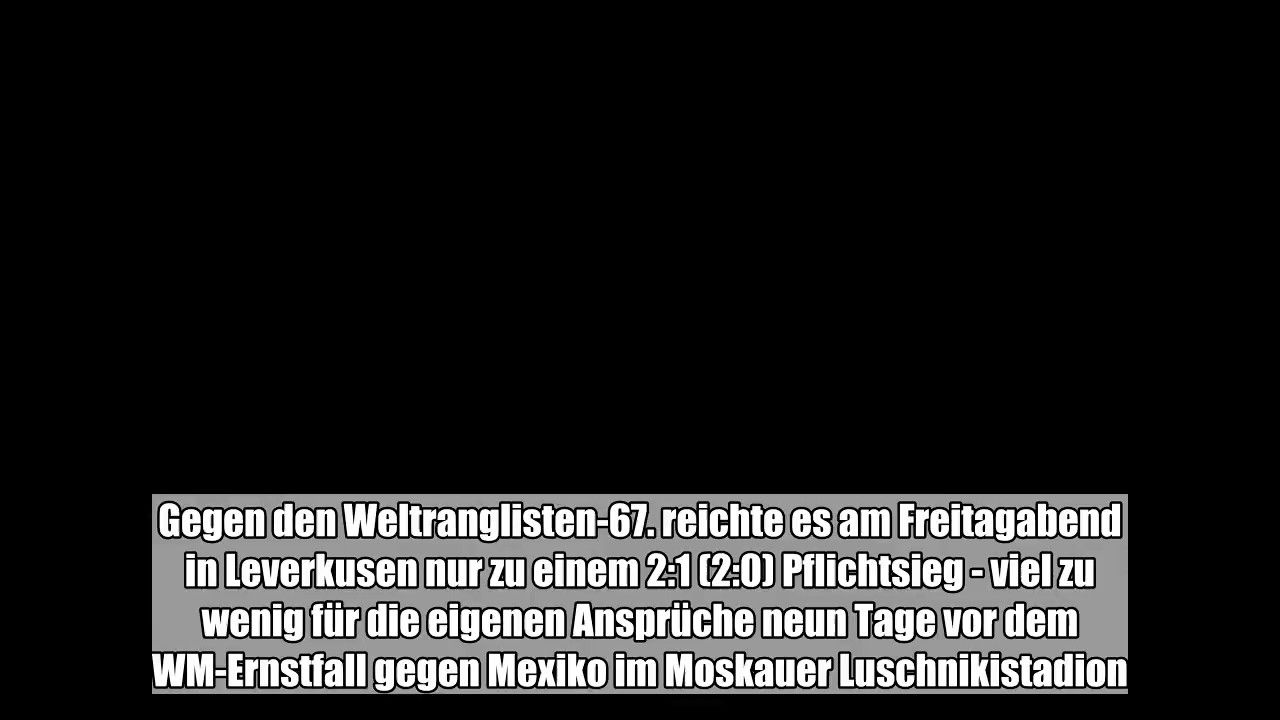 Gegen den Weltranglisten-67. reichte es am Freitagabend
in Leverkusen nur zu einem 2:1 (2:0) Pflichtsieg - viel zu
wenig für die eigenen Ansprüche neun Tage vor dem
WM-Ernstfall gegen Mexiko im Moskauer Luschnikistadion